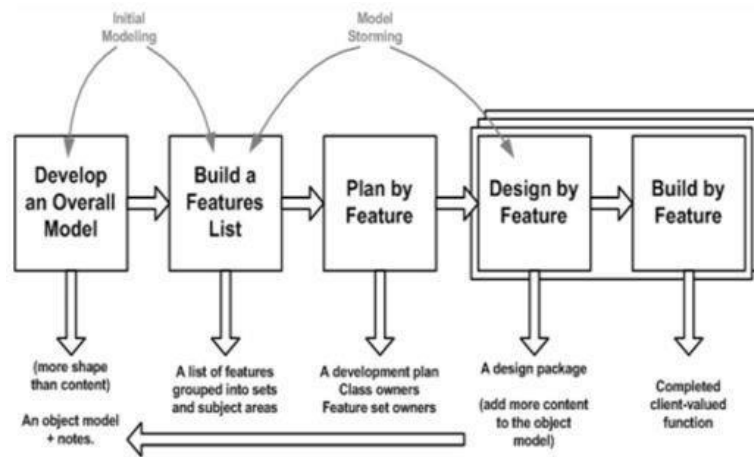 Initial
Modeling
Model
Storming
Develop
an Overall
Model
Build a
Features
List
Plan by
Feature
Design by
Feature
Build by
Feature
(more shape
than content)
An object model
+ notes.
A list of features
grouped into sets
and subject areas
A development plan
Class owners
Feature set owners
A design package
(add more content
to the object
model)
Completed
client-valued
function